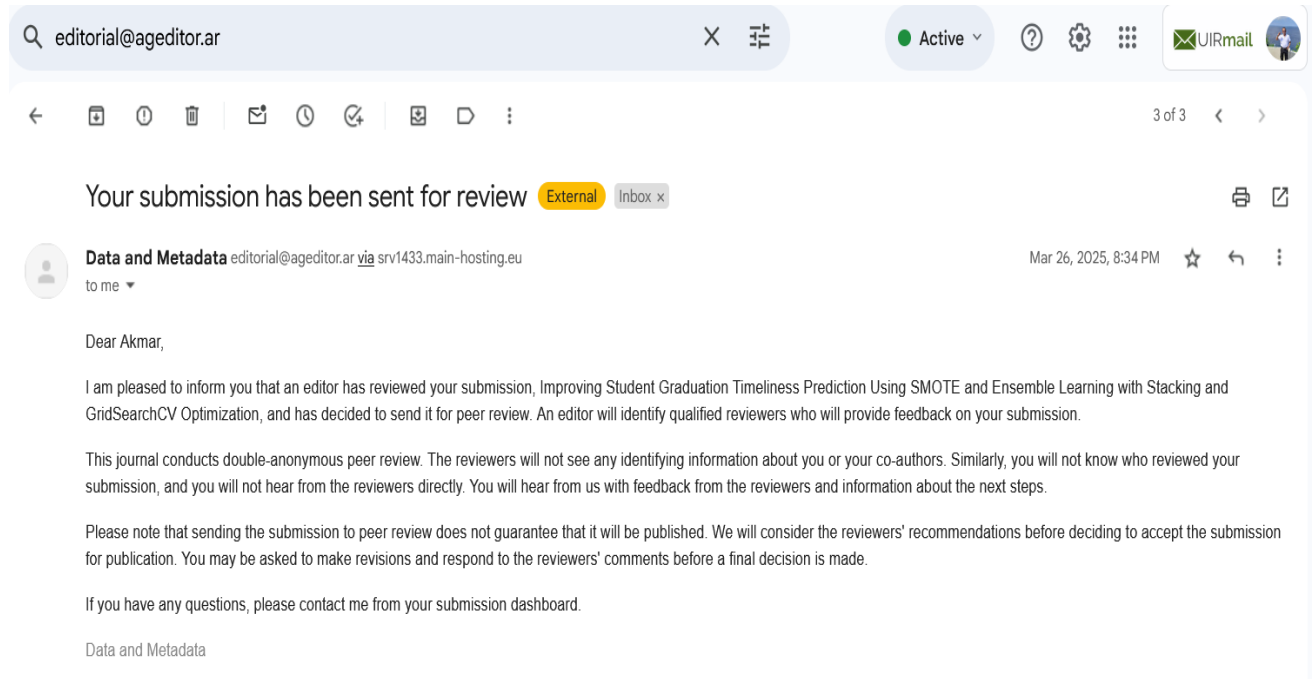 editorial@ageditor.ar
Active
UIRmail
3 of 3
Your submission has been sent for review External Inbox x
Data and Metadata editorial@ageditor.ar via srv1433.main-hosting.eu
Mar 26, 2025, 8:34 PM
to me
Dear Akmar,
I am pleased to inform you that an editor has reviewed your submission, Improving Student Graduation Timeliness Prediction Using SMOTE and Ensemble Learning with Stacking and
GridSearchCV Optimization, and has decided to send it for peer review. An editor will identify qualified reviewers who will provide feedback on your submission.
This journal conducts double-anonymous peer review. The reviewers will not see any identifying information about you or your co-authors. Similarly, you will not know who reviewed your
submission, and you will not hear from the reviewers directly. You will hear from us with feedback from the reviewers and information about the next steps.
Please note that sending the submission to peer review does not guarantee that it will be published. We will consider the reviewers' recommendations before deciding to accept the submission
for publication. You may be asked to make revisions and respond to the reviewers' comments before a final decision is made.
If you have any questions, please contact me from your submission dashboard.
Data and Metadata